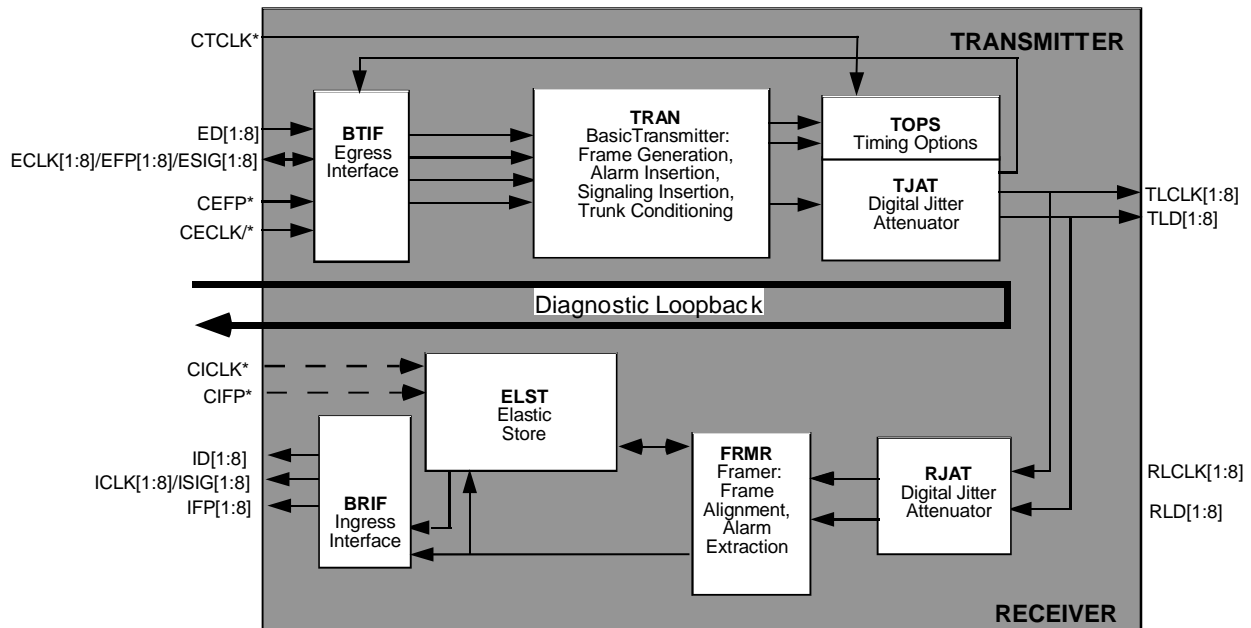 CTCLK*
TRANSMITTER
ED[1:8]
ECLK[1:8]/EFP[1:8]/ESIG[1:8]
CEFP*
CECLK/*
BTIF
Egress
Interface
TRAN
BasicTransmitter:
Frame Generation,
Alarm Insertion,
Signaling Insertion,
Trunk Conditioning
TOPS
Timing Options
TJAT
Digital Jitter
Attenuator
TLCLK[1:8]
TLD[1:8]
Diagnostic Loopback
CICLK*
CIFP*
ELST
Elastic
Store
ID[1:8]
ICLK[1:8]/ISIG[1:8]
IFP[1:8]
BRIF
Ingress
Interface
FRMR
Framer:
Frame
Alignment,
Alarm
Extraction
RJAT
Digital Jitter
Attenuator
RLCLK[1:8]
RLD[1:8]
RECEIVER